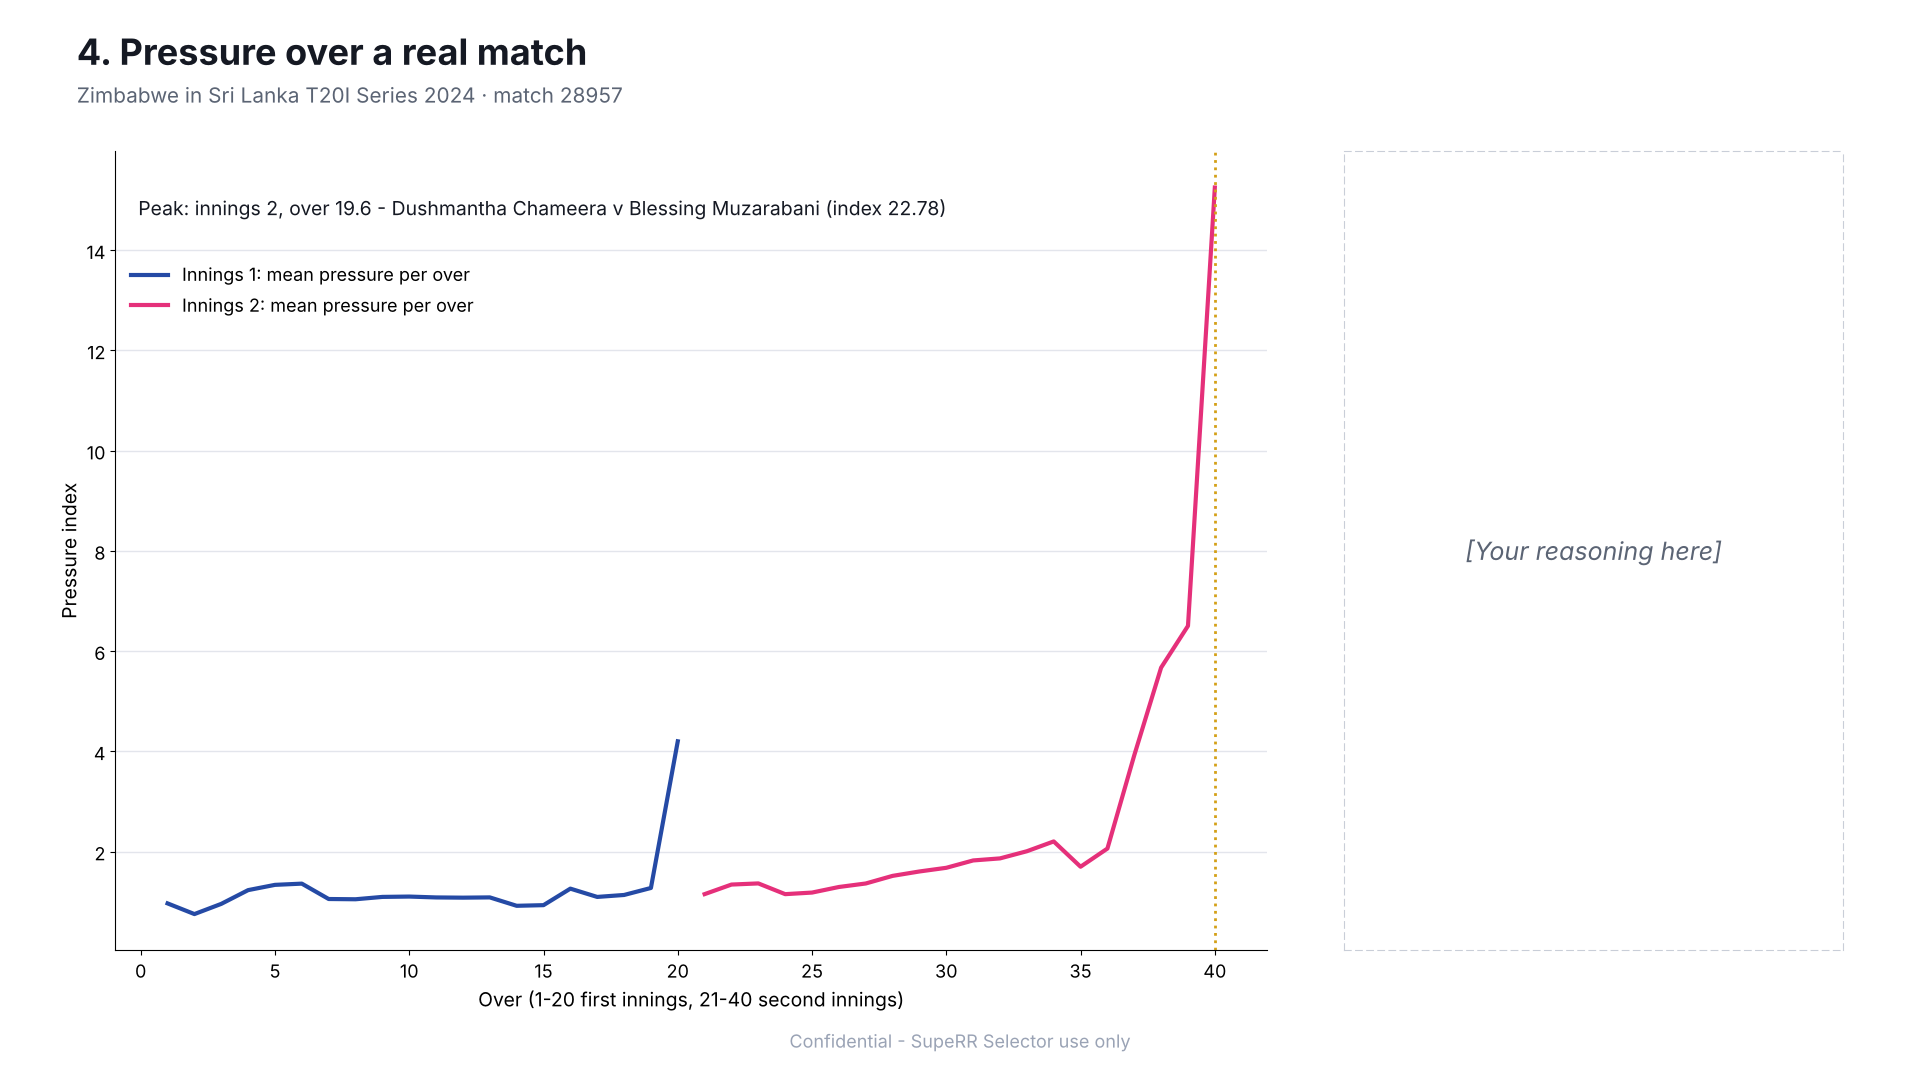 4. Pressure over a real match
Zimbabwe in Sri Lanka T20I Series 2024 · match 28957
Peak: innings 2, over 19.6 - Dushmantha Chameera v Blessing Muzarabani (index 22.78)
Innings 1: mean pressure per over
Innings 2: mean pressure per over
Pressure index
14
12
10
8
6
4
2
0 5 10 15 20 25 30 35 40
Over (1-20 first innings, 21-40 second innings)
[Your reasoning here]
Confidential - SupeRR Selector use only